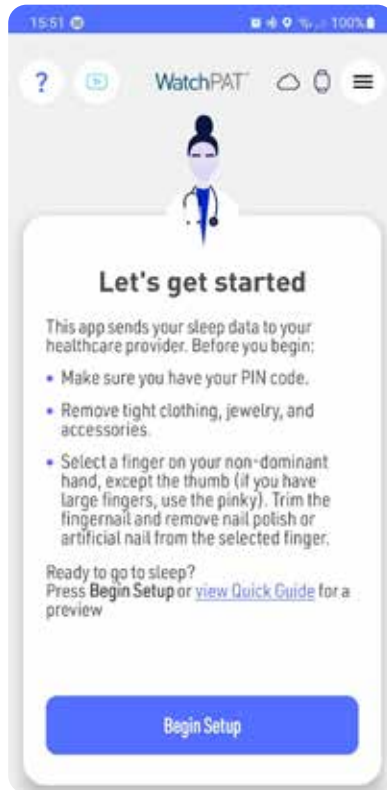 15:51 100%
? WatchPAT™
Let's get started
This app sends your sleep data to your
healthcare provider. Before you begin:
• Make sure you have your PIN code.
• Remove tight clothing, jewelry, and
accessories.
• Select a finger on your non-dominant
hand, except the thumb (if you have
large fingers, use the pinky). Trim the
fingernail and remove nail polish or
artificial nail from the selected finger.
Ready to go to sleep?
Press Begin Setup or view Quick Guide for a
preview
Begin Setup